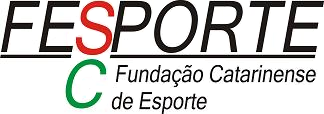 FESPORTE
C Fundação Catarinense
de Esporte